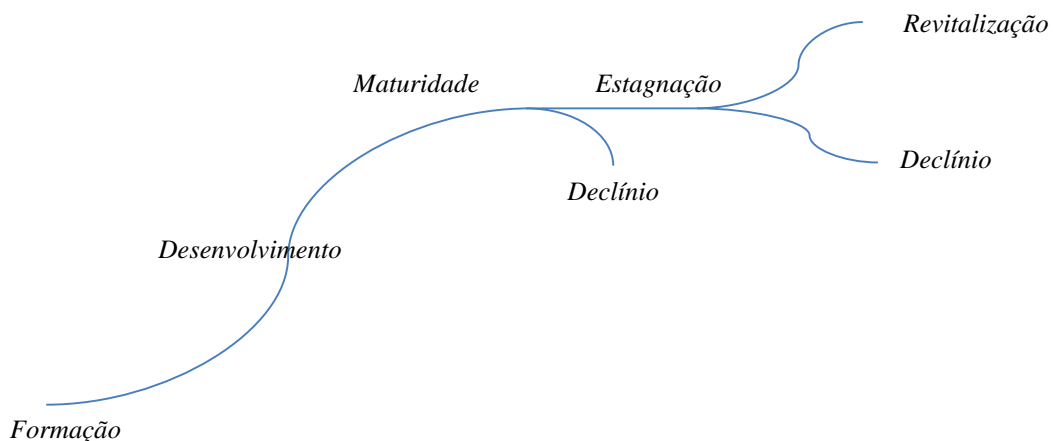 Revitalização
Maturidade
Estagnação
Declínio
Declínio
Desenvolvimento
Formação